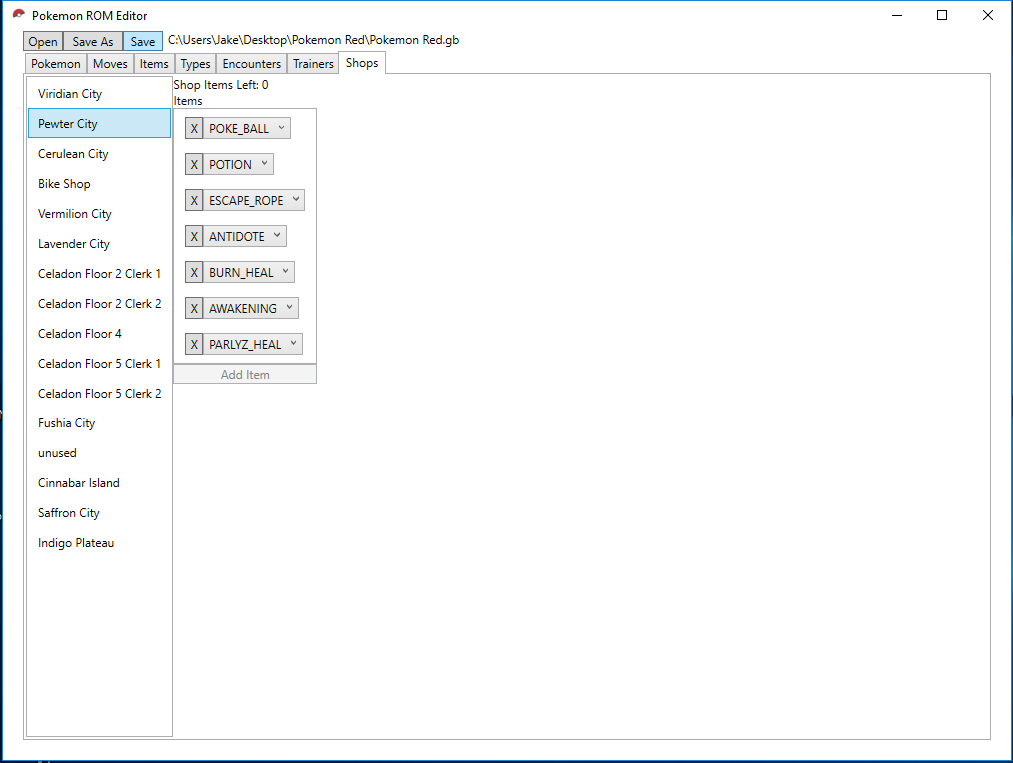 Pokemon ROM Editor
Open Save As Save C:\Users\Jake\Desktop\Pokemon Red\Pokemon Red.gb
Pokemon Moves Items Types Encounters Trainers Shops
Viridian City
Pewter City
Cerulean City
Bike Shop
Vermilion City
Lavender City
Celadon Floor 2 Clerk 1
Celadon Floor 2 Clerk 2
Celadon Floor 4
Celadon Floor 5 Clerk 1
Celadon Floor 5 Clerk 2
Fushia City
unused
Cinnabar Island
Saffron City
Indigo Plateau
Shop Items Left: 0
Items
X POKE_BALL
X POTION
X ESCAPE_ROPE
X ANTIDOTE
X BURN_HEAL
X AWAKENING
X PARLYZ_HEAL
Add Item